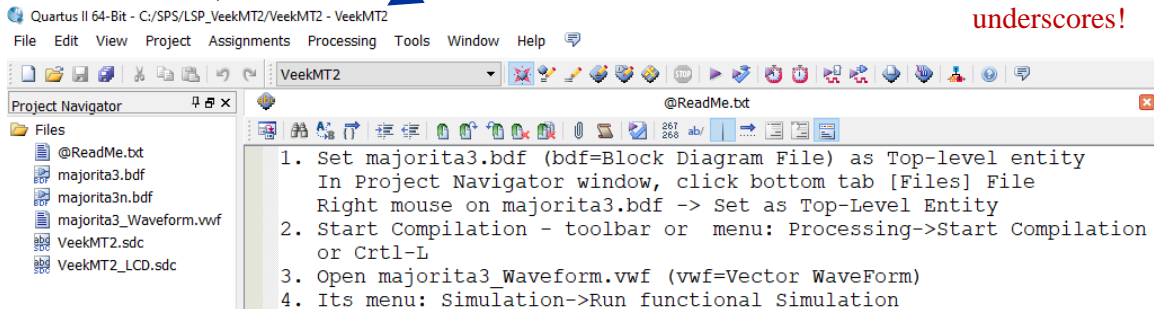 Quartus II 64-Bit - C:/SPS/LSP_VeekMT2/VeekMT2 - VeekMT2
underscores!
File Edit View Project Assignments Processing Tools Window Help
VeekMT2
STOP
Project Navigator
@ReadMe.txt
Files
267
268
ab/
@ReadMe.txt
majorita3.bdf
majorita3n.bdf
majorita3_Waveform.vwf
VeekMT2.sdc
VeekMT2_LCD.sdc
1. Set majorita3.bdf (bdf=Block Diagram File) as Top-level entity
In Project Navigator window, click bottom tab [Files] File
Right mouse on majorita3.bdf -> Set as Top-Level Entity
2. Start Compilation - toolbar or menu: Processing->Start Compilation
or Crtl-L
3. Open majorita3_Waveform.vwf (vwf=Vector WaveForm)
4. Its menu: Simulation->Run functional Simulation